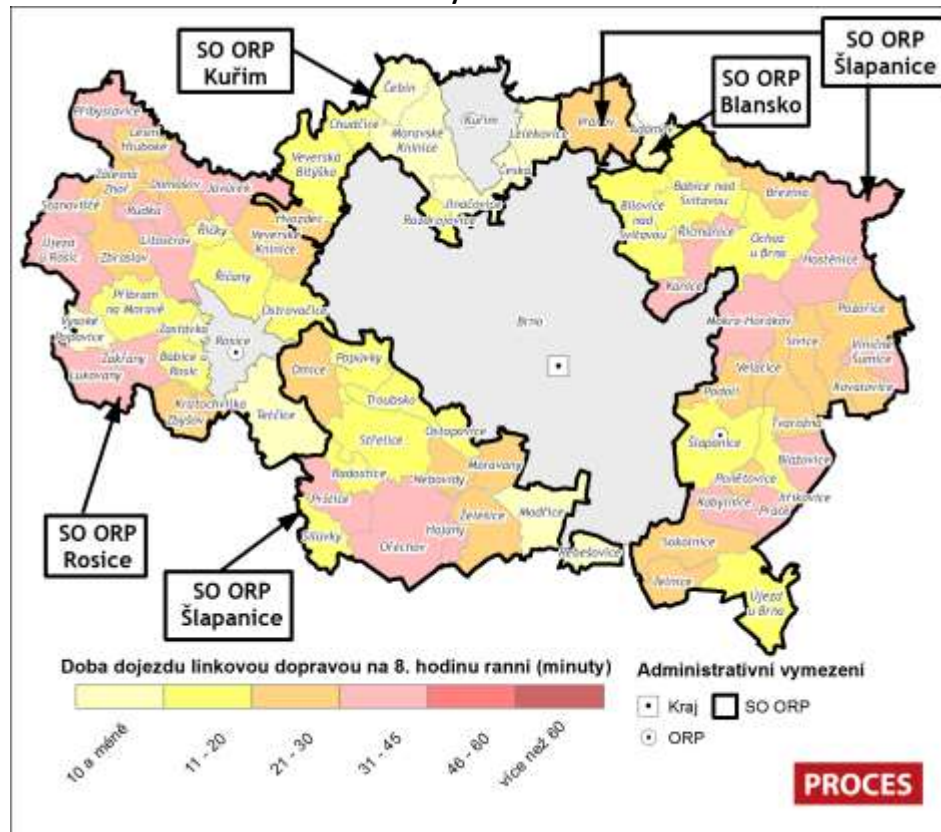 SO ORP
Kuřim
SO ORP
Šlapanice
SO ORP
Blansko
Čebín
Kuřim
Chudčice
Moravské
Knínice
Lelekovice
Vranov
Adamov
Česká
Veverská
Bítýška
Jinačovice
Rozdrojovice
Přibyslavice
Lesní
Hluboké
Zálesná
Zhoř
Domašov
Javůrek
Stanoviště
Rudka
Hvozdec
Veverské
Knínice
Říčky
Litostrov
Újezd
u Rosic
Zbraslav
Říčany
Příbram
na Moravě
Ostrovačice
Vysoké
Popovice
Zastávka
Rosice
Babice u
Rosic
Zakřany
Lukovany
Kratochvilka
Zbýšov
Tetčice
Omice
Popůvky
Troubsko
Ostopovice
Střelice
Radostice
Nebovidy
Moravany
Prštice
Silůvky
Ořechov
Hajany
Želešice
Modřice
Rebešovice
Brno
Bílovice
nad
Svitavou
Babice nad
Svitavou
Březina
Řícmanice
Ochoz
u Brna
Kanice
Hostěnice
Mokrá-Horákov
Pozořice
Sivice
Viničné
Šumice
Velatice
Kovalovice
Podolí
Tvarožná
Šlapanice
Blažovice
Ponětovice
Jiříkovice
Kobylnice
Prace
Sokolnice
Telnice
Újezd
u Brna
SO ORP
Rosice
SO ORP
Šlapanice
Doba dojezdu linkovou dopravou na 8. hodinu ranní (minuty)
10 a méně
11 - 20
21 - 30
31 - 45
46 - 60
více než 60
Administrativní vymezení
Kraj
SO ORP
ORP
PROCES